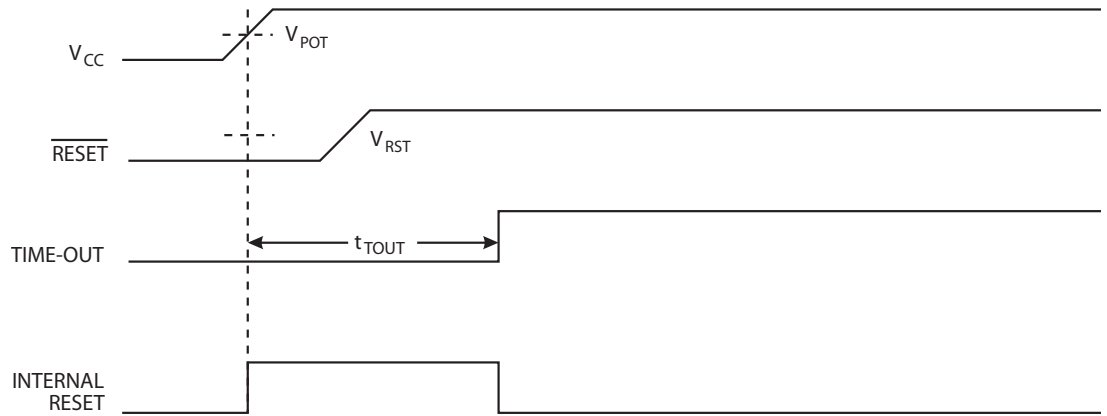 V_POT
V_CC
V_RST
RESET
t_TOUT
TIME-OUT
INTERNAL
RESET